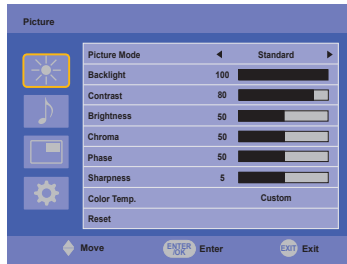 Picture
Picture Mode Standard
Backlight 100
Contrast 80
Brightness 50
Chroma 50
Phase 50
Sharpness 5
Color Temp. Custom
Reset
Move ENTER /OK Enter EXIT Exit